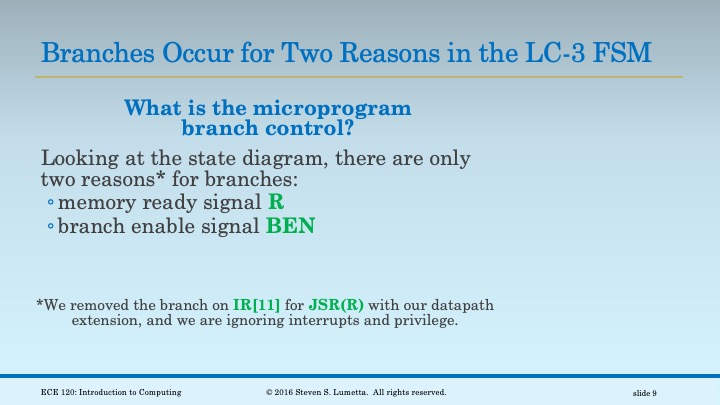 Branches Occur for Two Reasons in the LC-3 FSM
What is the microprogram
branch control?
Looking at the state diagram, there are only
two reasons* for branches:
◦memory ready signal R
◦branch enable signal BEN
*We removed the branch on IR[11] for JSR(R) with our datapath
extension, and we are ignoring interrupts and privilege.
ECE 120: Introduction to Computing © 2016 Steven S. Lumetta. All rights reserved. slide 9